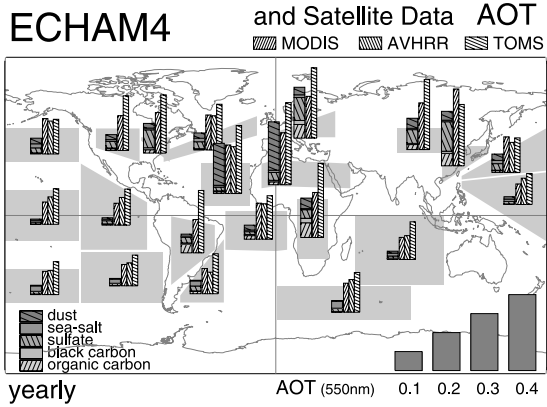 ECHAM4 and Satellite Data AOT
MODIS AVHRR TOMS
dust
sea-salt
sulfate
black carbon
organic carbon
yearly AOT (550nm) 0.1 0.2 0.3 0.4